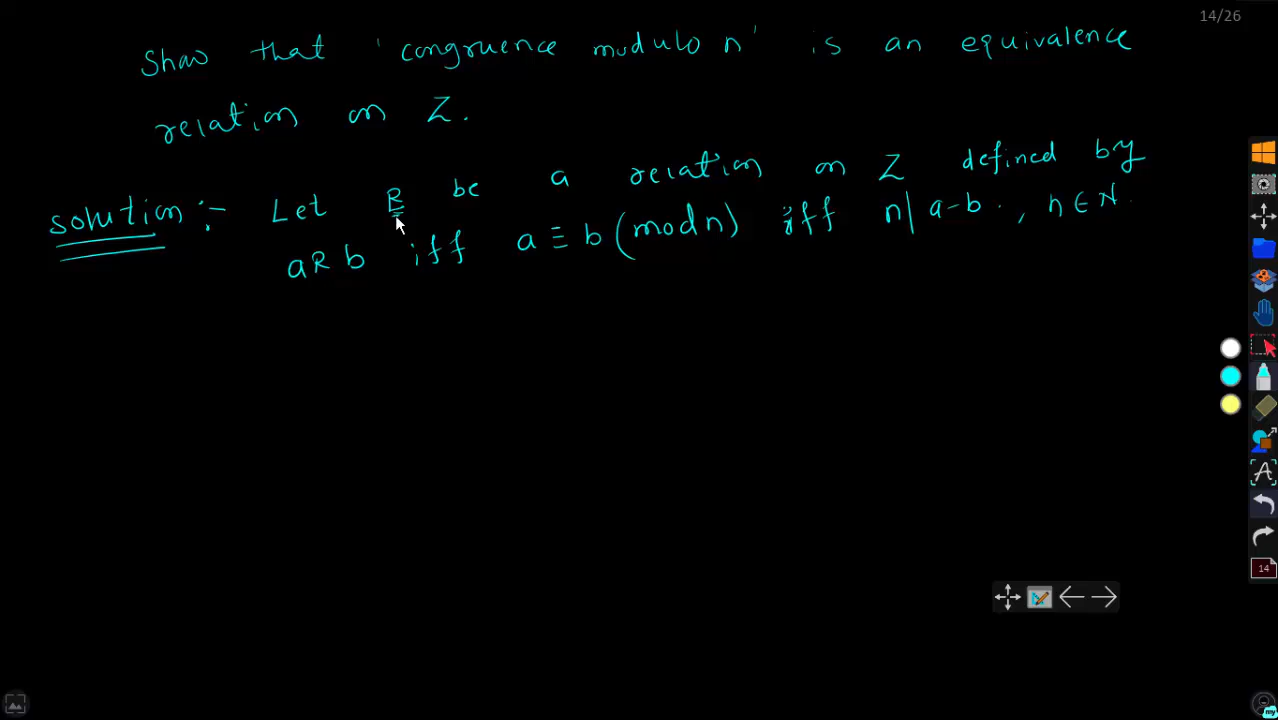 14/26
Show that 'congruence modulo n' is an equivalence
relation on Z.
solution :- Let R be a relation on Z defined by
aRb iff a ≡ b (mod n) iff n | a-b , n ∈ N.
14